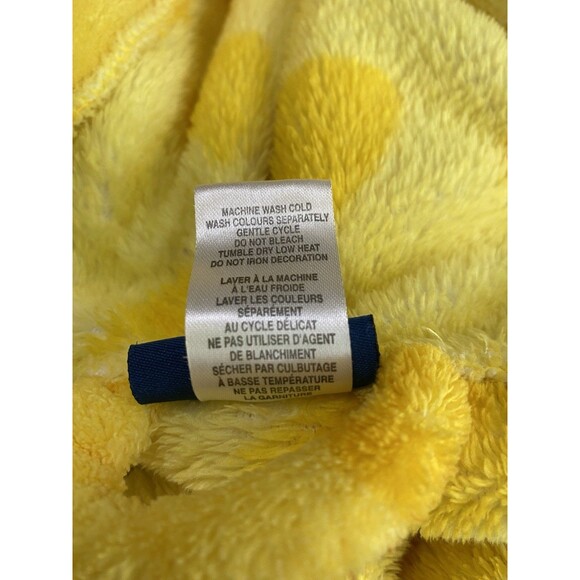 MACHINE WASH COLD
WASH COLOURS SEPARATELY
GENTLE CYCLE
DO NOT BLEACH
TUMBLE DRY LOW HEAT
DO NOT IRON DECORATION
LAVER À LA MACHINE
À L'EAU FROIDE
LAVER LES COULEURS
SÉPARÉMENT
AU CYCLE DÉLICAT
NE PAS UTILISER D'AGENT
DE BLANCHIMENT
SÉCHER PAR CULBUTAGE
À BASSE TEMPÉRATURE
NE PAS REPASSER
LA GARNITURE